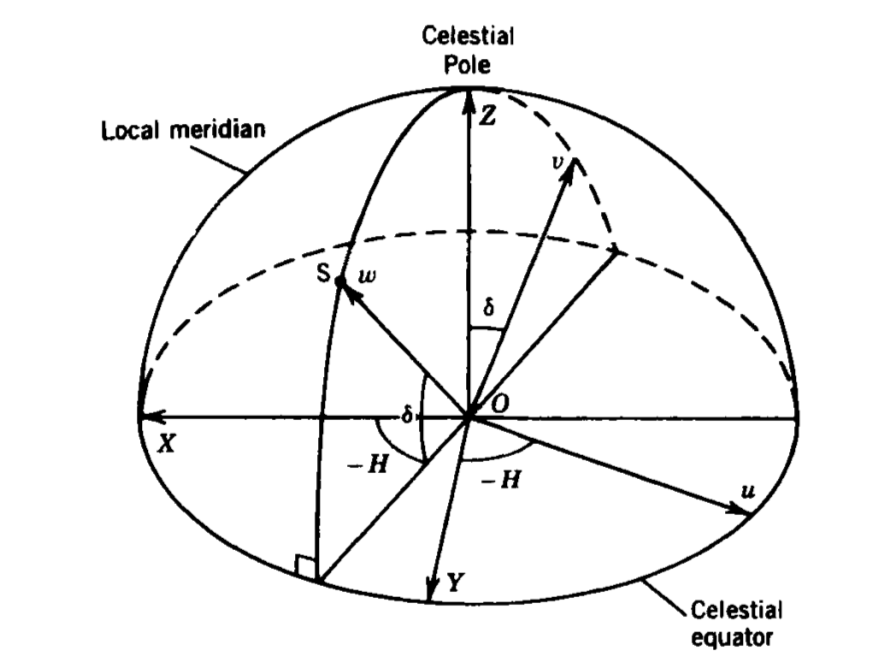 Celestial
Pole
Local meridian
Z
v
S w
δ
O
δ
X
-H
-H
u
Y
Celestial
equator